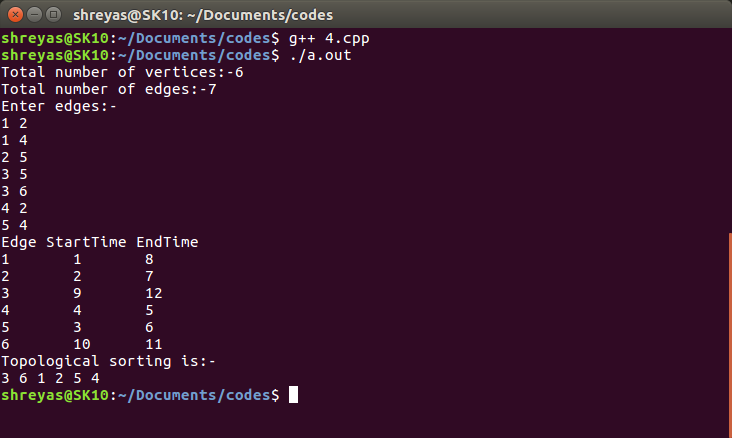 shreyas@SK10: ~/Documents/codes
shreyas@SK10:~/Documents/codes$ g++ 4.cpp
shreyas@SK10:~/Documents/codes$ ./a.out
Total number of vertices:-6
Total number of edges:-7
Enter edges:-
1 2
1 4
2 5
3 5
3 6
4 2
5 4
Edge StartTime EndTime
1       1       8
2       2       7
3       9       12
4       4       5
5       3       6
6       10      11
Topological sorting is:-
3 6 1 2 5 4
shreyas@SK10:~/Documents/codes$